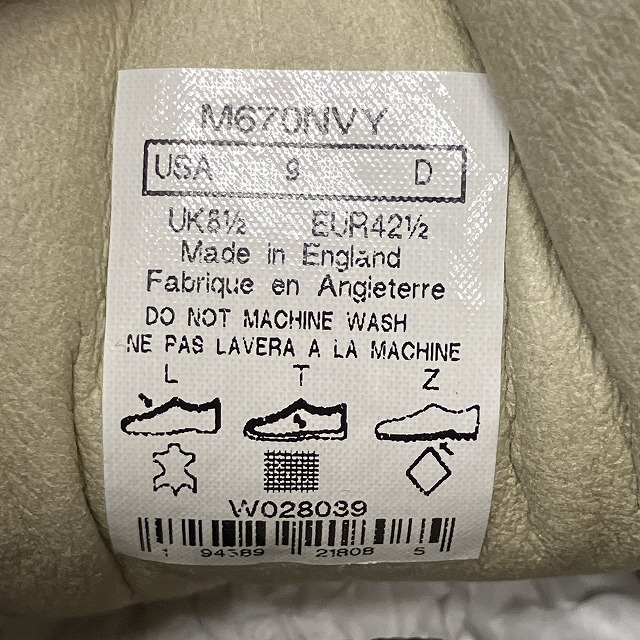 M670NVY
USA 9 D
UK8½ EUR42½
Made in England
Fabrique en Angleterre
DO NOT MACHINE WASH
NE PAS LAVERA A LA MACHINE
L T Z
W028039
1 94389 21808 5